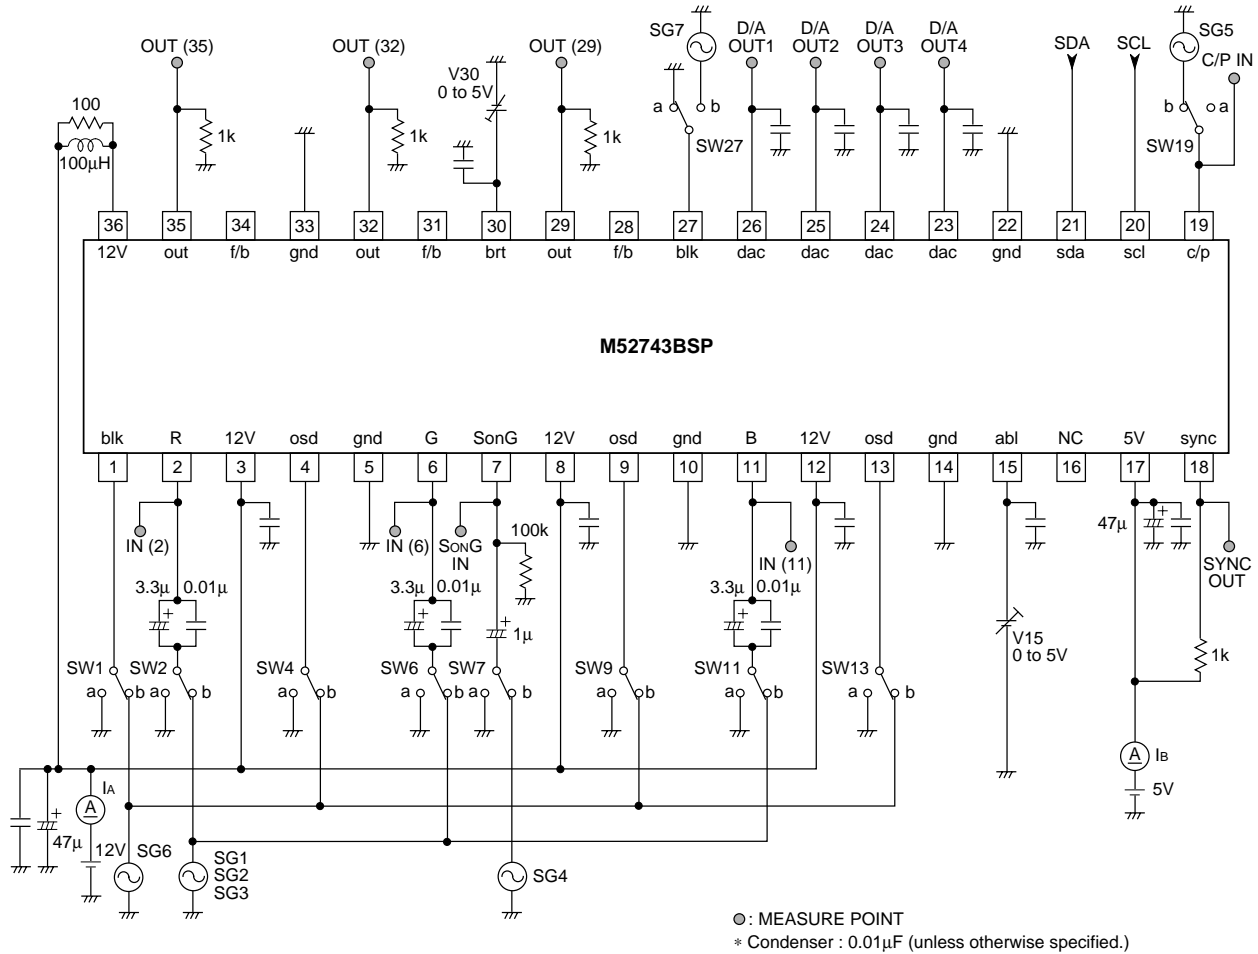 SG7
D/A
OUT1
D/A
OUT2
D/A
OUT3
D/A
OUT4
SG5
OUT (35)
OUT (32)
OUT (29)
SDA
SCL
C/P IN
V30
0 to 5V
100
100µH
1k
1k
1k
a
b
SW27
b
a
SW19
36
35
34
33
32
31
30
29
28
27
26
25
24
23
22
21
20
19
12V
out
f/b
gnd
out
f/b
brt
out
f/b
blk
dac
dac
dac
dac
gnd
sda
scl
c/p
M52743BSP
blk
R
12V
osd
gnd
G
SonG
12V
osd
gnd
B
12V
osd
gnd
abl
NC
5V
sync
1
2
3
4
5
6
7
8
9
10
11
12
13
14
15
16
17
18
IN (2)
IN (6)
SONG
IN
100k
IN (11)
47µ
+
SYNC
OUT
3.3µ
0.01µ
+
3.3µ
0.01µ
+
+
1µ
3.3µ
0.01µ
+
V15
0 to 5V
1k
SW1
SW2
SW4
SW6
SW7
SW9
SW11
SW13
a
b
a
b
a
b
a
b
a
b
a
b
a
b
a
b
A
IB
5V
IA
A
+
47µ
12V
SG6
SG1
SG2
SG3
SG4
: MEASURE POINT
* Condenser : 0.01µF (unless otherwise specified.)